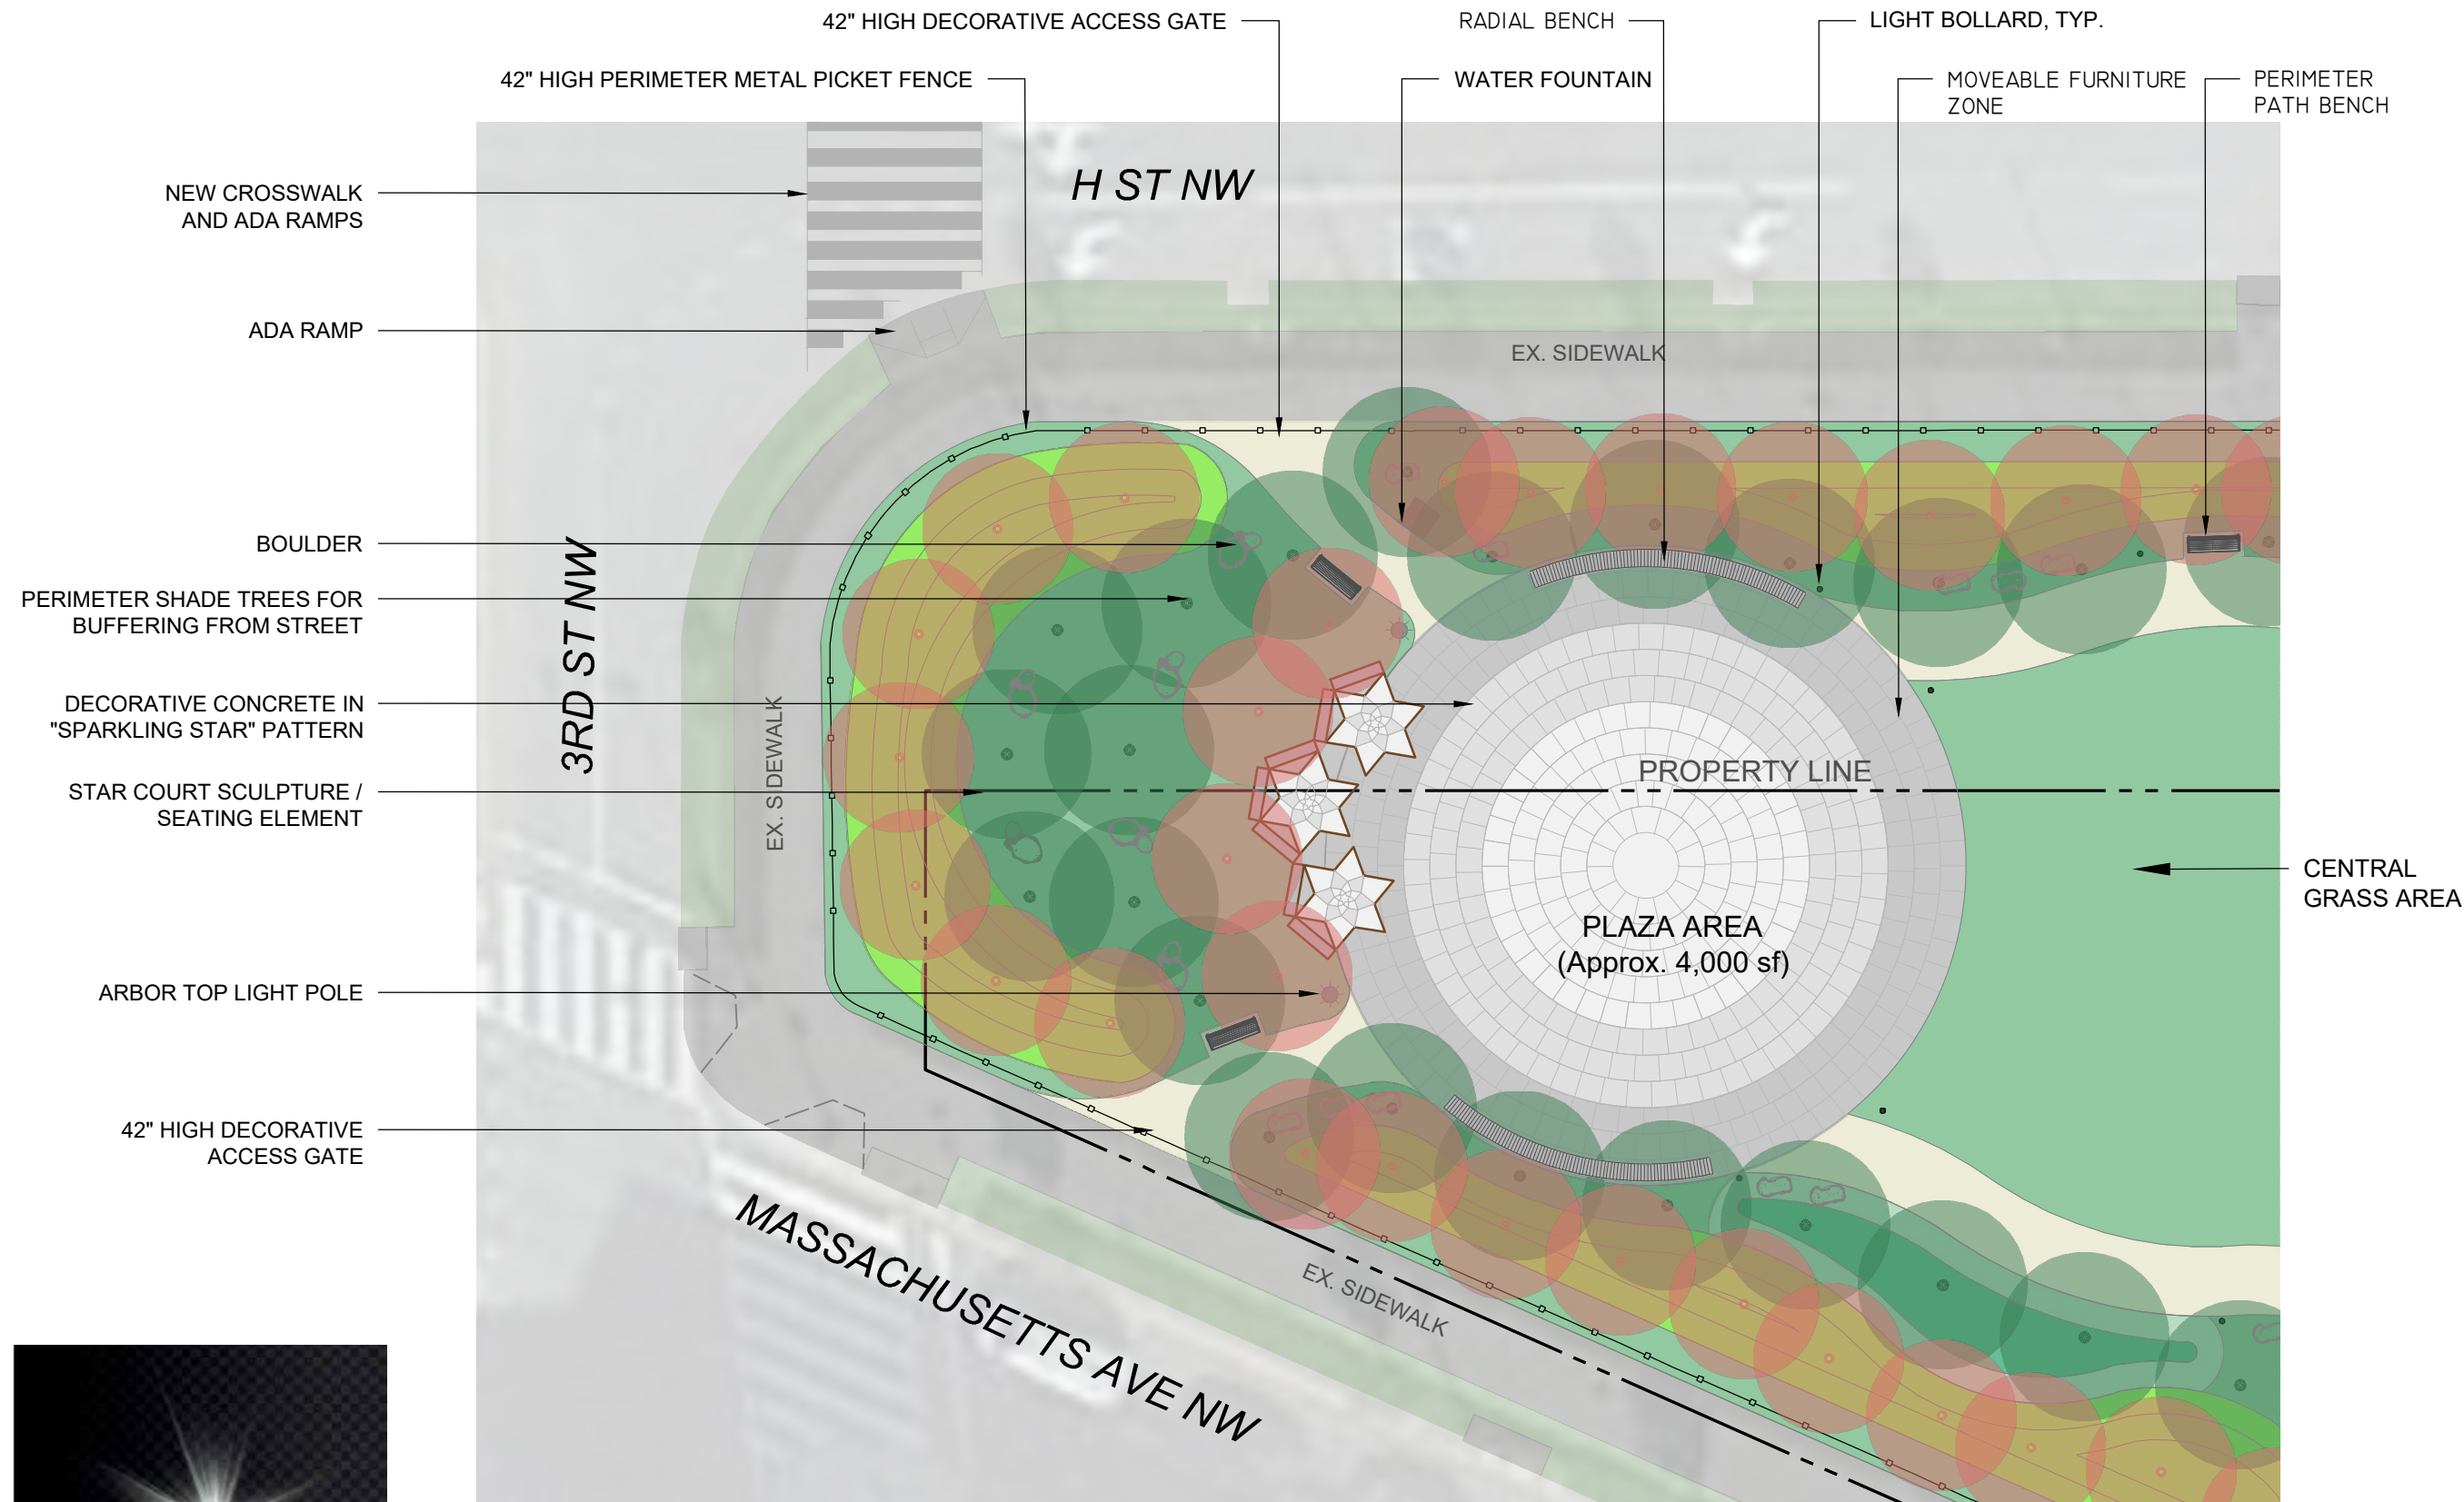 42" HIGH DECORATIVE ACCESS GATE
RADIAL BENCH
LIGHT BOLLARD, TYP.
42" HIGH PERIMETER METAL PICKET FENCE
WATER FOUNTAIN
MOVEABLE FURNITURE
ZONE
PERIMETER
PATH BENCH
NEW CROSSWALK
AND ADA RAMPS
H ST NW
ADA RAMP
EX. SIDEWALK
BOULDER
PERIMETER SHADE TREES FOR
BUFFERING FROM STREET
3RD ST NW
DECORATIVE CONCRETE IN
"SPARKLING STAR" PATTERN
EX. SIDEWALK
PROPERTY LINE
STAR COURT SCULPTURE /
SEATING ELEMENT
CENTRAL
GRASS AREA
PLAZA AREA
(Approx. 4,000 sf)
ARBOR TOP LIGHT POLE
42" HIGH DECORATIVE
ACCESS GATE
MASSACHUSETTS AVE NW
EX. SIDEWALK